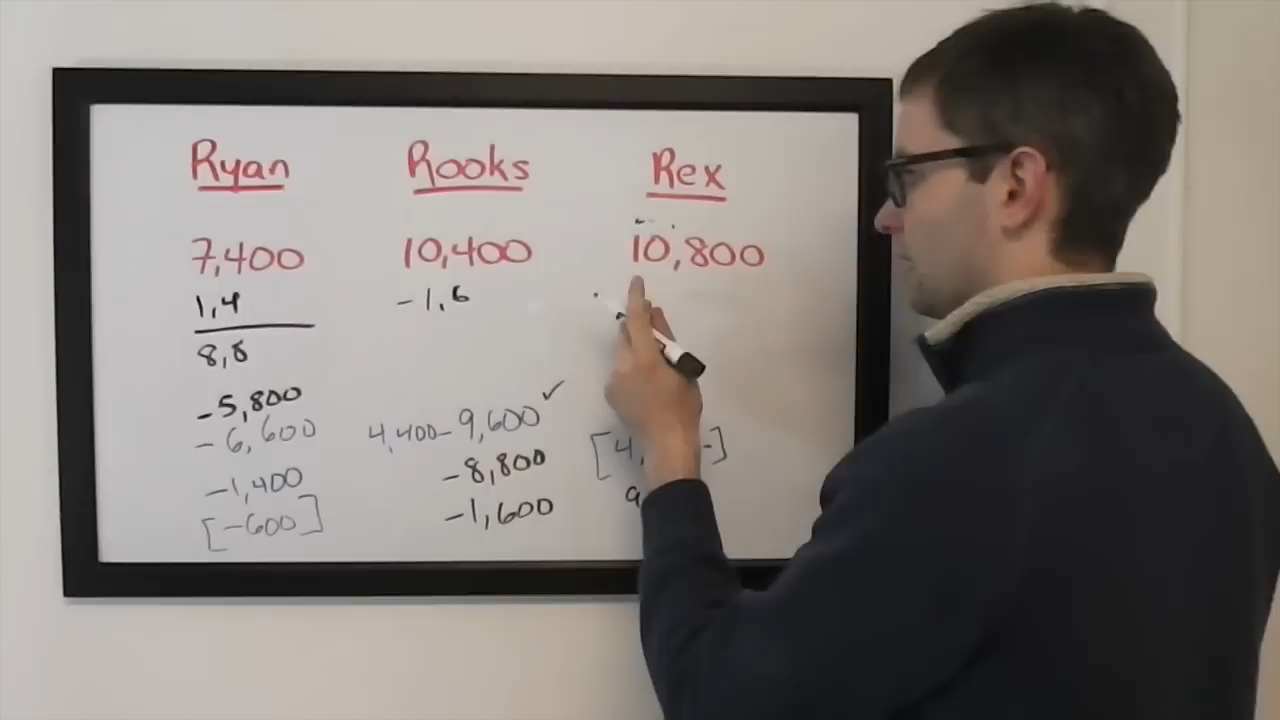 Ryan Rooks Rex
7,400 10,400 10,800
1,4 -1,6
8,8
-5,800
-6,600 4,400-9,600 ✓ [4, -]
-8,800
-1,400
[-600] -1,600